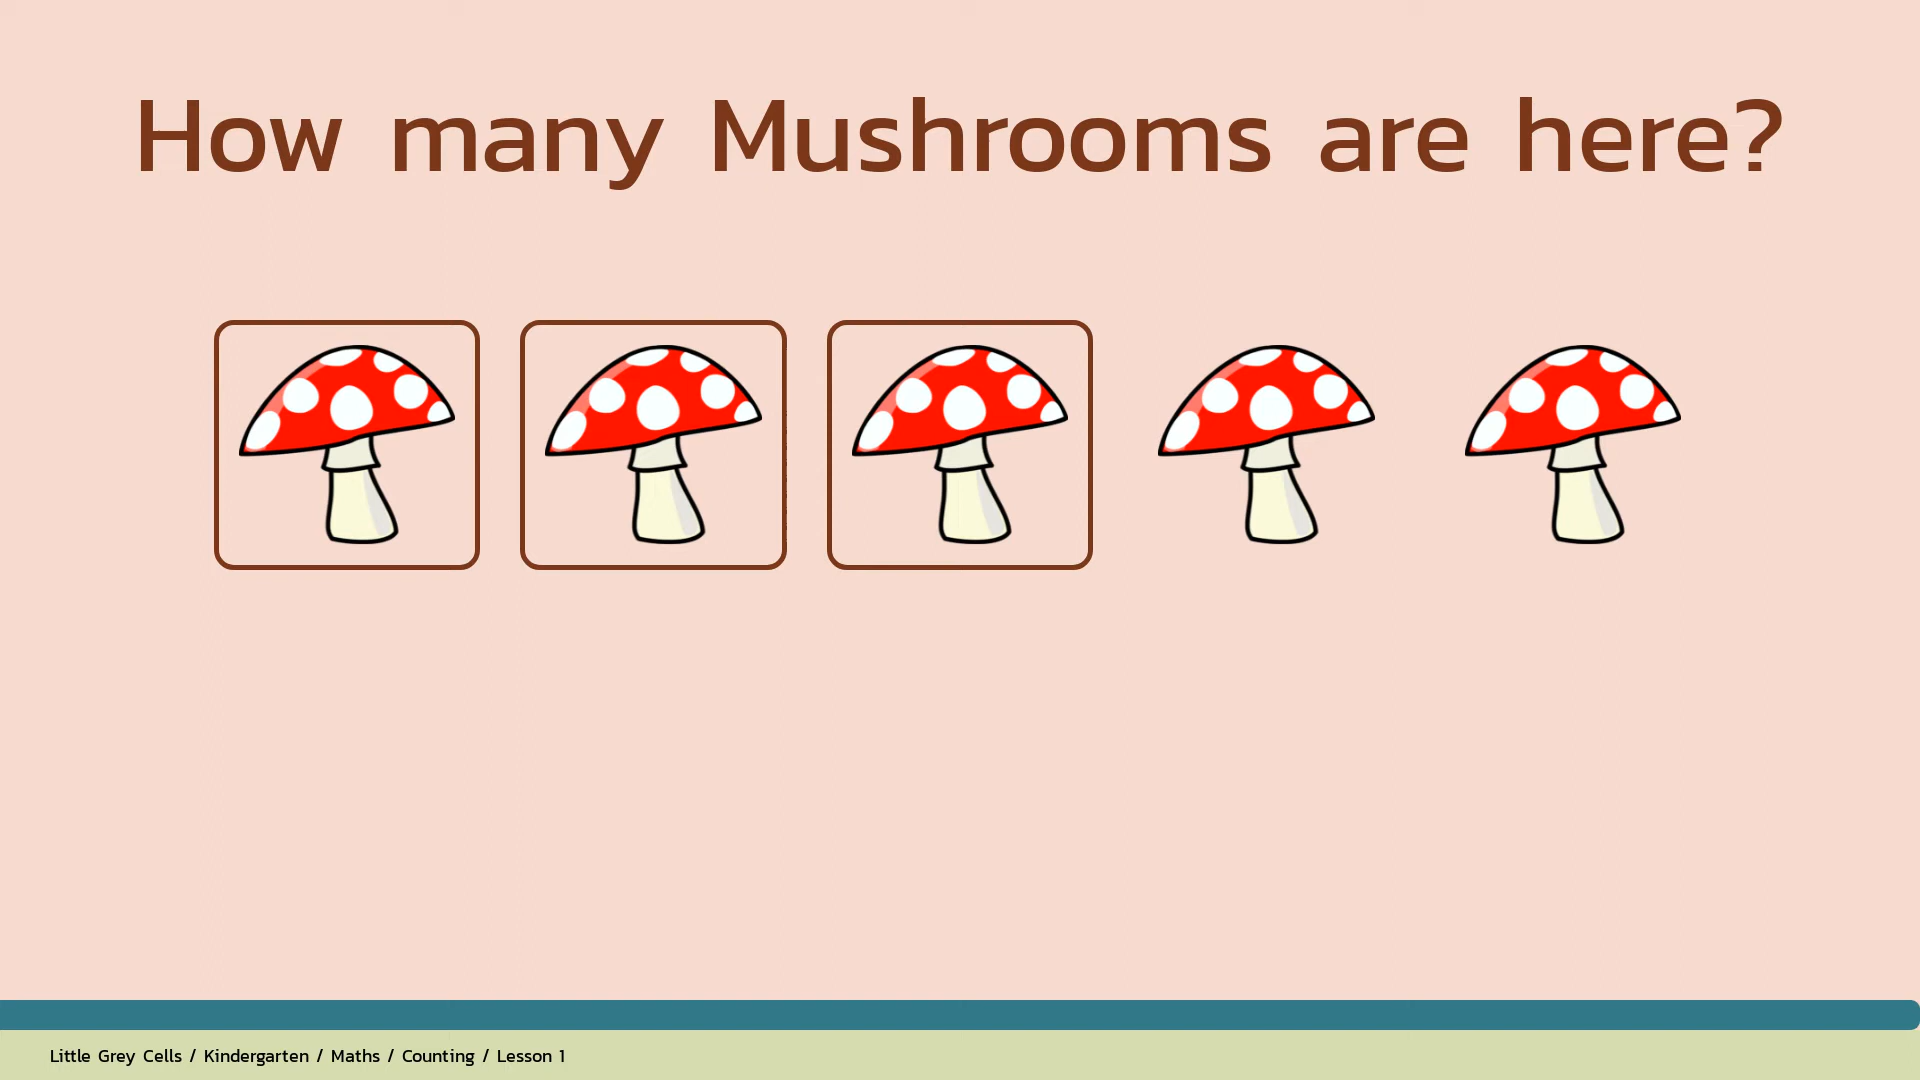 How many Mushrooms are here?
Little Grey Cells / Kindergarten / Maths / Counting / Lesson 1